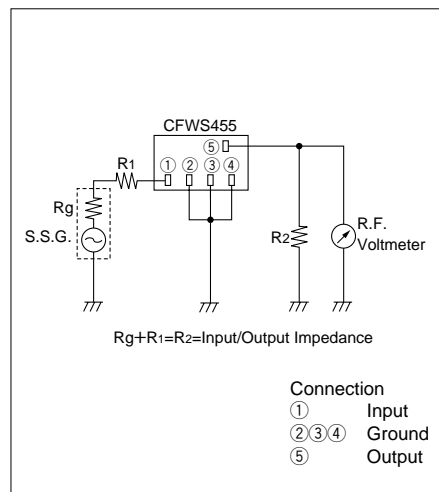 CFWS455
⑤
R1
① ② ③ ④
Rg
S.S.G.
R2
R.F.
Voltmeter
Rg+R1=R2=Input/Output Impedance
Connection
① Input
②③④ Ground
⑤ Output